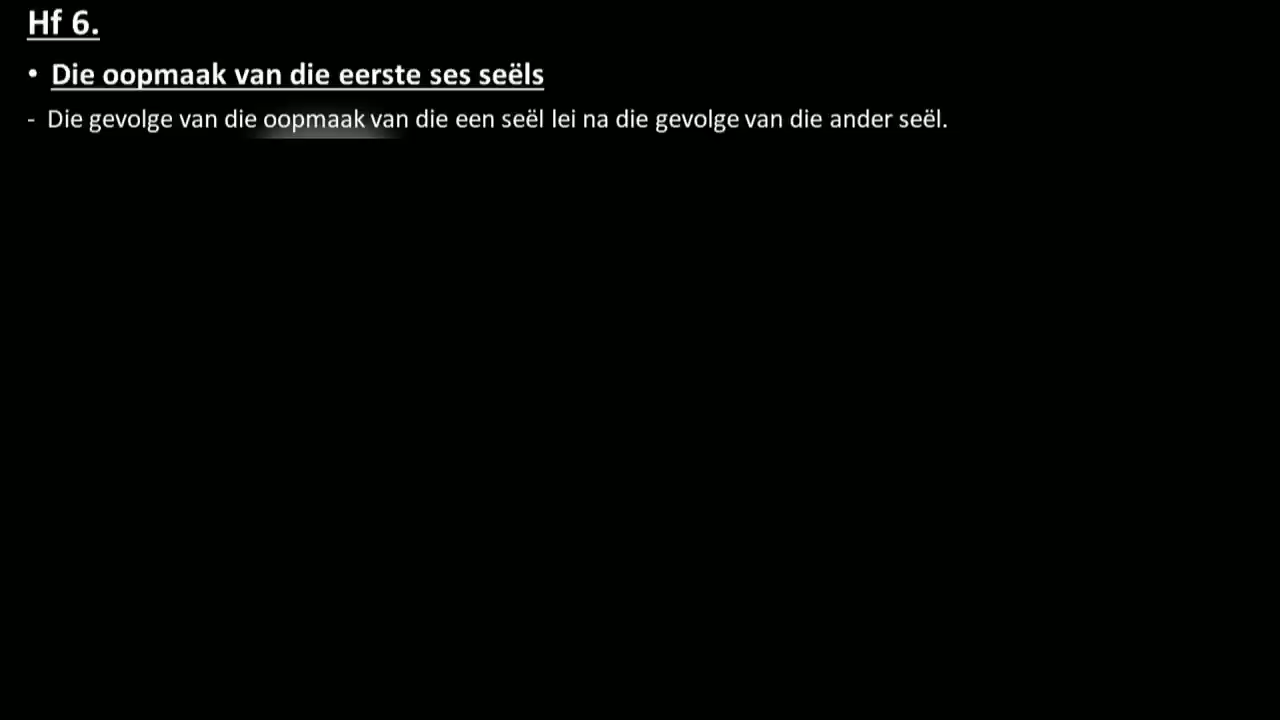 Hf 6.
• Die oopmaak van die eerste ses seëls
- Die gevolge van die oopmaak van die een seël lei na die gevolge van die ander seël.